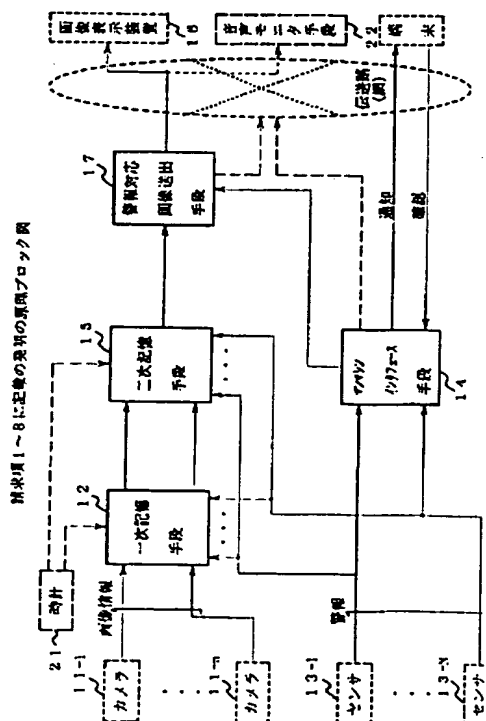 請求項1～8に記載の発明の原理ブロック図
21
時計
11-1
カメラ
・・・・
11-n
カメラ
画像情報
12
一次記憶
手段
・・・・
15
二次記憶
手段
・・・・
17
警報対応
画像送出
手段
画像表示装置
16
音声モニタ手段
22
端末
伝送路
(網)
通知
確認
マンマシン
インタフェース
手段
14
13-1
センサ
・・・・
13-N
センサ
警報